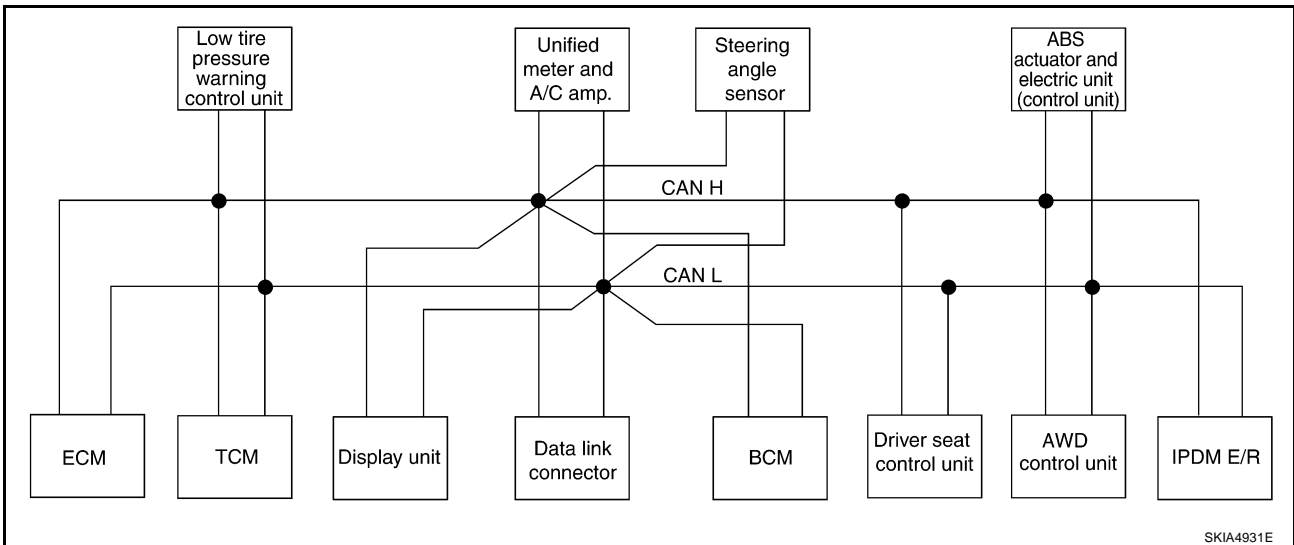 Low tire
pressure
warning
control unit
Unified
meter and
A/C amp.
Steering
angle
sensor
ABS
actuator and
electric unit
(control unit)
CAN H
CAN L
ECM
TCM
Display unit
Data link
connector
BCM
Driver seat
control unit
AWD
control unit
IPDM E/R
SKIA4931E